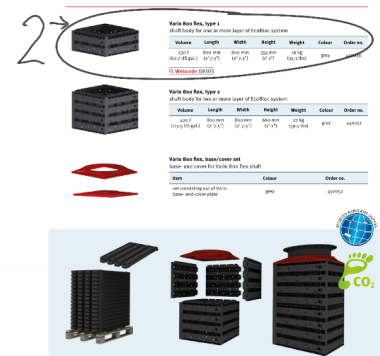 2
Vario 800 flex, type 1
shaft body for one or more layer of EcoBloc system
Volume Length Width Height Weight Colour Order no.
230 l 800 mm 800 mm 355 mm 16 kg grey
(60.7 US gal.) (2' 7.5") (2' 7.5") (1' 2") (35.3 lbs)
Webcode G9303
Vario 800 flex, type 2
shaft body for two or more layer of EcoBloc system
Volume Length Width Height Weight Colour Order no.
420 l 800 mm 800 mm 660 mm 27 kg grey 450051
(2' 7.5") (2' 7.5") (2' 2") (59.5 lbs)
Vario 800 flex, base/cover set
base- and cover for Vario 800 flex shaft
Item Colour Order no.
set consisting out of Vario grey 450052
base- and cover plate
CO₂